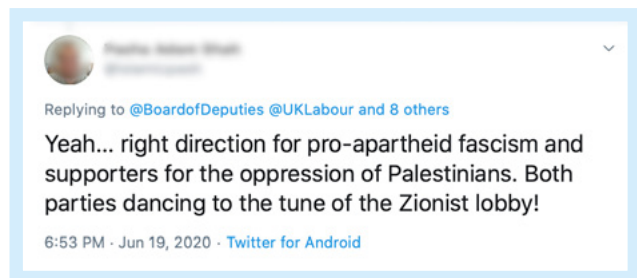 Replying to @BoardofDeputies @UKLabour and 8 others
Yeah... right direction for pro-apartheid fascism and
supporters for the oppression of Palestinians. Both
parties dancing to the tune of the Zionist lobby!
6:53 PM · Jun 19, 2020 · Twitter for Android